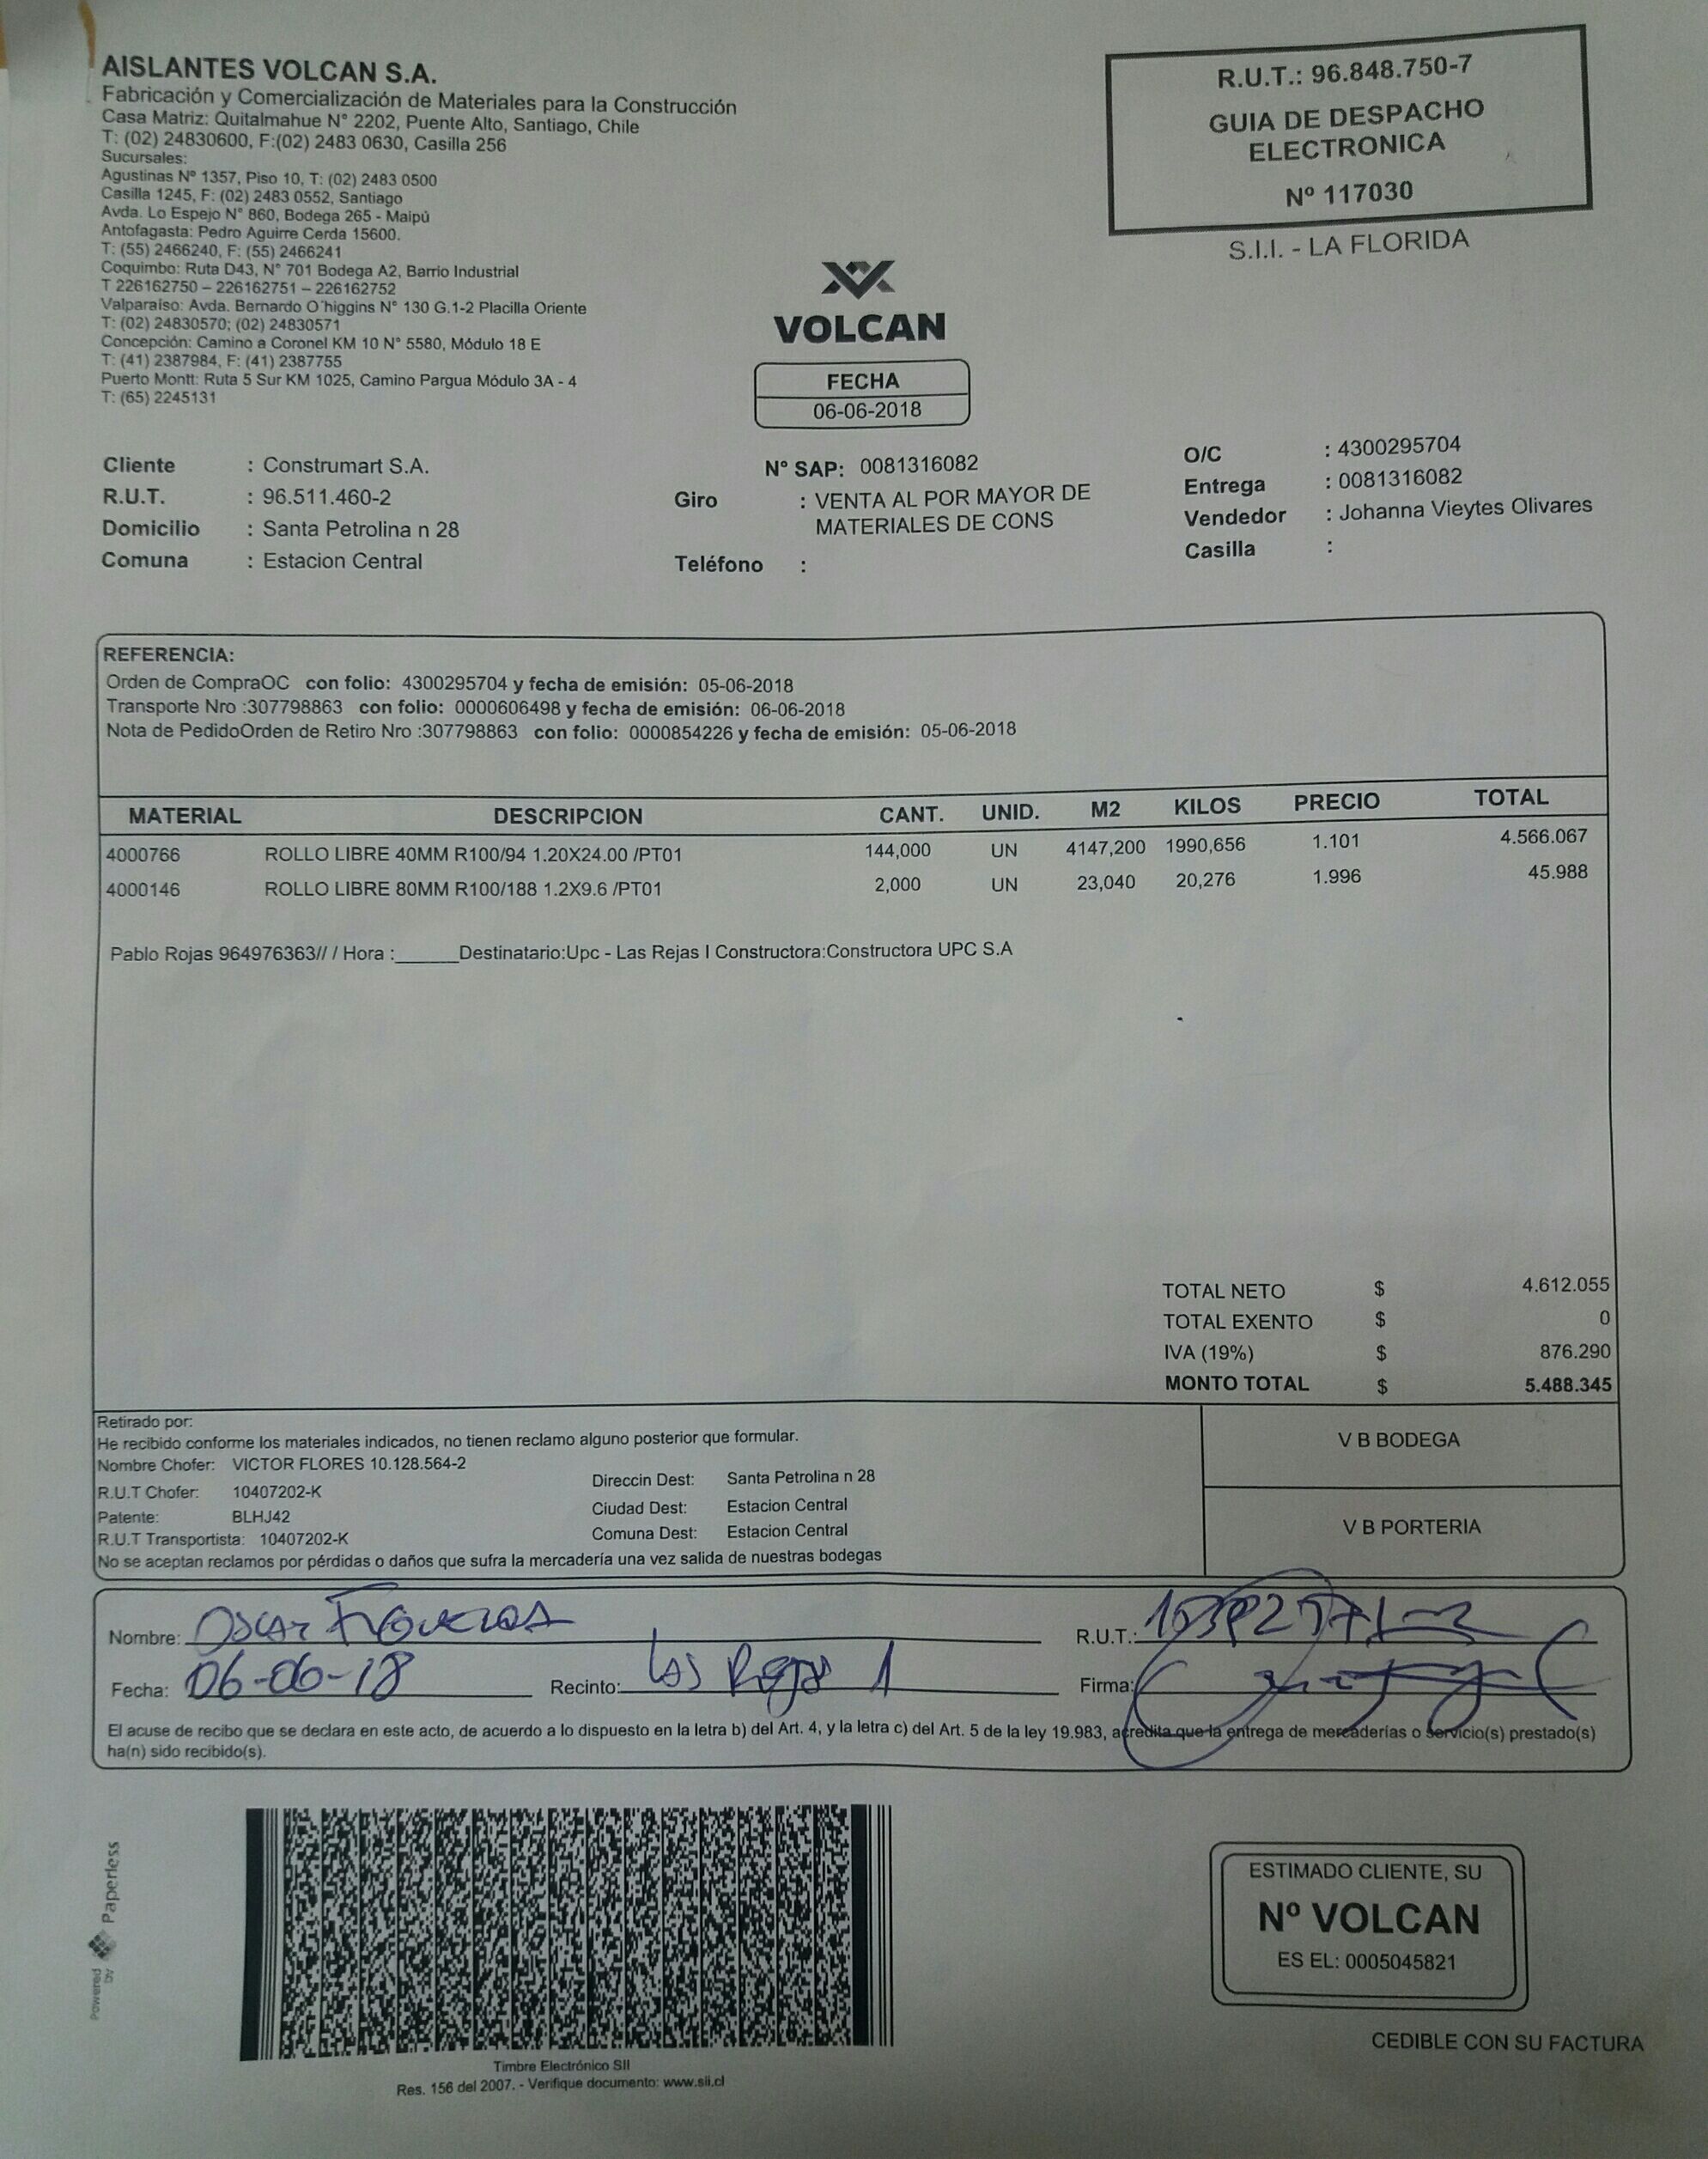 AISLANTES VOLCAN S.A.
Fabricación y Comercialización de Materiales para la Construcción
Casa Matriz: Quitalmahue N° 2202, Puente Alto, Santiago, Chile
T: (02) 24830600, F:(02) 2483 0630, Casilla 256
Sucursales:
Agustinas Nº 1357, Piso 10, T: (02) 2483 0500
Casilla 1245, F: (02) 2483 0552, Santiago
Avda. Lo Espejo N° 860, Bodega 265 - Maipú
Antofagasta: Pedro Aguirre Cerda 15600.
T: (55) 2466240, F: (55) 2466241
Coquimbo: Ruta D43, N° 701 Bodega A2, Barrio Industrial
T 226162750 – 226162751 – 226162752
Valparaíso: Avda. Bernardo O´higgins N° 130 G.1-2 Placilla Oriente
T: (02) 24830570; (02) 24830571
Concepción: Camino a Coronel KM 10 N° 5580, Módulo 18 E
T: (41) 2387984, F: (41) 2387755
Puerto Montt: Ruta 5 Sur KM 1025, Camino Pargua Módulo 3A - 4
T: (65) 2245131
R.U.T.: 96.848.750-7
GUIA DE DESPACHO
ELECTRONICA
Nº 117030
S.I.I. - LA FLORIDA
VOLCAN
FECHA
06-06-2018
Cliente : Construmart S.A.
R.U.T. : 96.511.460-2
Domicilio : Santa Petrolina n 28
Comuna : Estacion Central
N° SAP: 0081316082
Giro : VENTA AL POR MAYOR DE
MATERIALES DE CONS
Teléfono :
O/C : 4300295704
Entrega : 0081316082
Vendedor : Johanna Vieytes Olivares
Casilla :
REFERENCIA:
Orden de CompraOC con folio: 4300295704 y fecha de emisión: 05-06-2018
Transporte Nro :307798863 con folio: 0000606498 y fecha de emisión: 06-06-2018
Nota de PedidoOrden de Retiro Nro :307798863 con folio: 0000854226 y fecha de emisión: 05-06-2018
MATERIAL DESCRIPCION CANT. UNID. M2 KILOS PRECIO TOTAL
4000766 ROLLO LIBRE 40MM R100/94 1.20X24.00 /PT01 144,000 UN 4147,200 1990,656 1.101 4.566.067
4000146 ROLLO LIBRE 80MM R100/188 1.2X9.6 /PT01 2,000 UN 23,040 20,276 1.996 45.988
Pablo Rojas 964976363// / Hora :______Destinatario:Upc - Las Rejas I Constructora:Constructora UPC S.A
TOTAL NETO $ 4.612.055
TOTAL EXENTO $ 0
IVA (19%) $ 876.290
MONTO TOTAL $ 5.488.345
Retirado por:
He recibido conforme los materiales indicados, no tienen reclamo alguno posterior que formular.
Nombre Chofer: VICTOR FLORES 10.128.564-2
R.U.T Chofer: 10407202-K
Patente: BLHJ42
R.U.T Transportista: 10407202-K
Direccin Dest: Santa Petrolina n 28
Ciudad Dest: Estacion Central
Comuna Dest: Estacion Central
No se aceptan reclamos por pérdidas o daños que sufra la mercadería una vez salida de nuestras bodegas
V B BODEGA
V B PORTERIA
Nombre: Oscar Figueroa R.U.T.:
Fecha: 06-06-18 Recinto: Las Rejas 1 Firma:
El acuse de recibo que se declara en este acto, de acuerdo a lo dispuesto en la letra b) del Art. 4, y la letra c) del Art. 5 de la ley 19.983, acredita que la entrega de mercaderías o servicio(s) prestado(s)
ha(n) sido recibido(s).
Powered by Paperless
Timbre Electrónico SII
Res. 156 del 2007. - Verifique documento: www.sii.cl
ESTIMADO CLIENTE, SU
Nº VOLCAN
ES EL: 0005045821
CEDIBLE CON SU FACTURA